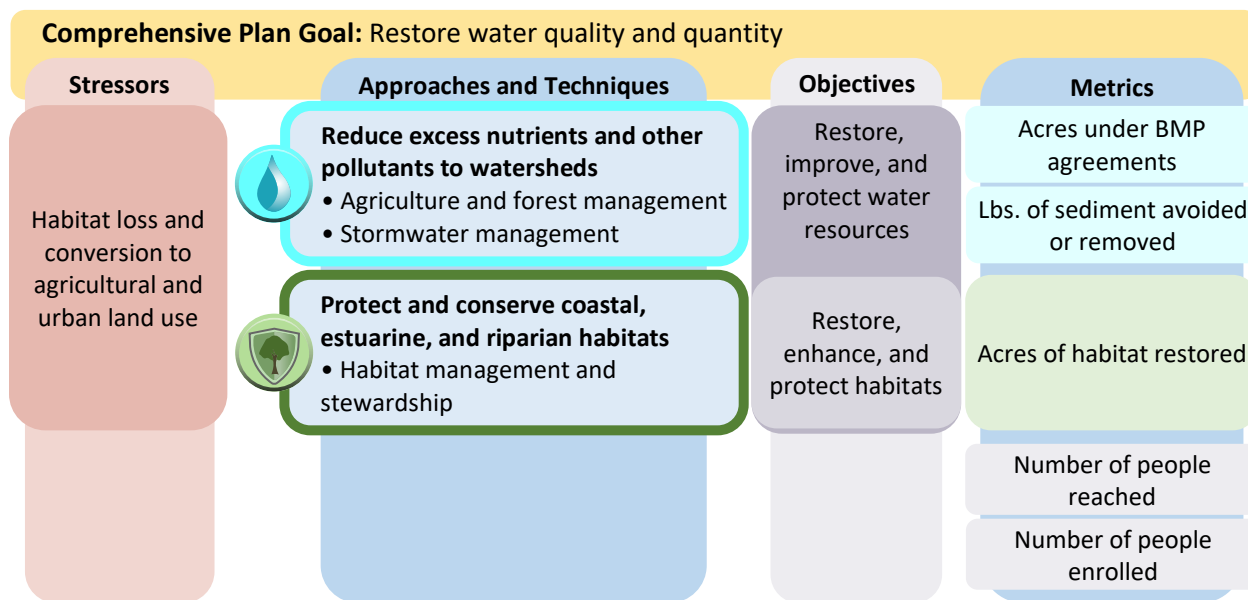 Comprehensive Plan Goal: Restore water quality and quantity
Stressors
Habitat loss and
conversion to
agricultural and
urban land use
Approaches and Techniques
Reduce excess nutrients and other
pollutants to watersheds
• Agriculture and forest management
• Stormwater management
Protect and conserve coastal,
estuarine, and riparian habitats
• Habitat management and
stewardship
Objectives
Restore,
improve, and
protect water
resources
Restore,
enhance, and
protect habitats
Metrics
Acres under BMP
agreements
Lbs. of sediment avoided
or removed
Acres of habitat restored
Number of people
reached
Number of people
enrolled